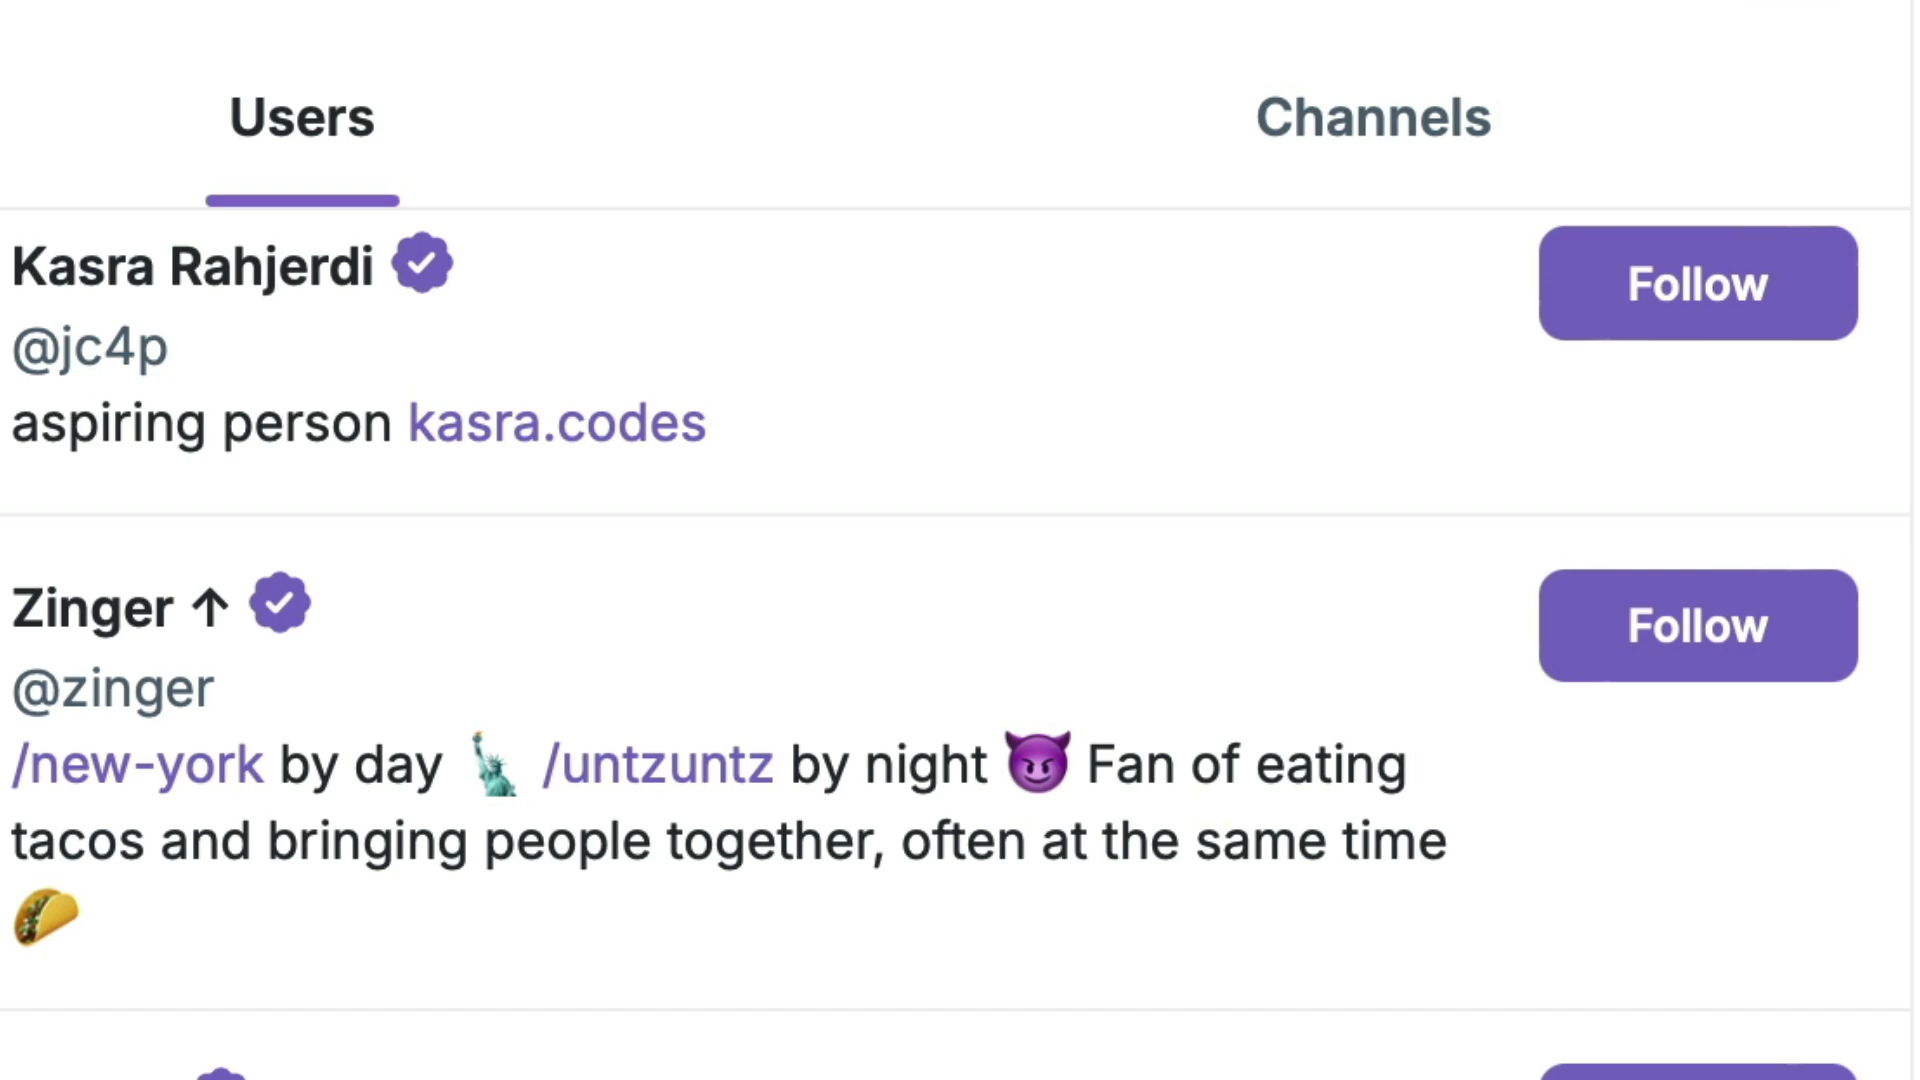 Users
Channels
Kasra Rahjerdi
Follow
@jc4p
aspiring person kasra.codes
Zinger ↑
Follow
@zinger
/new-york by day 🗽 /untzuntz by night 😈 Fan of eating
tacos and bringing people together, often at the same time
🌮